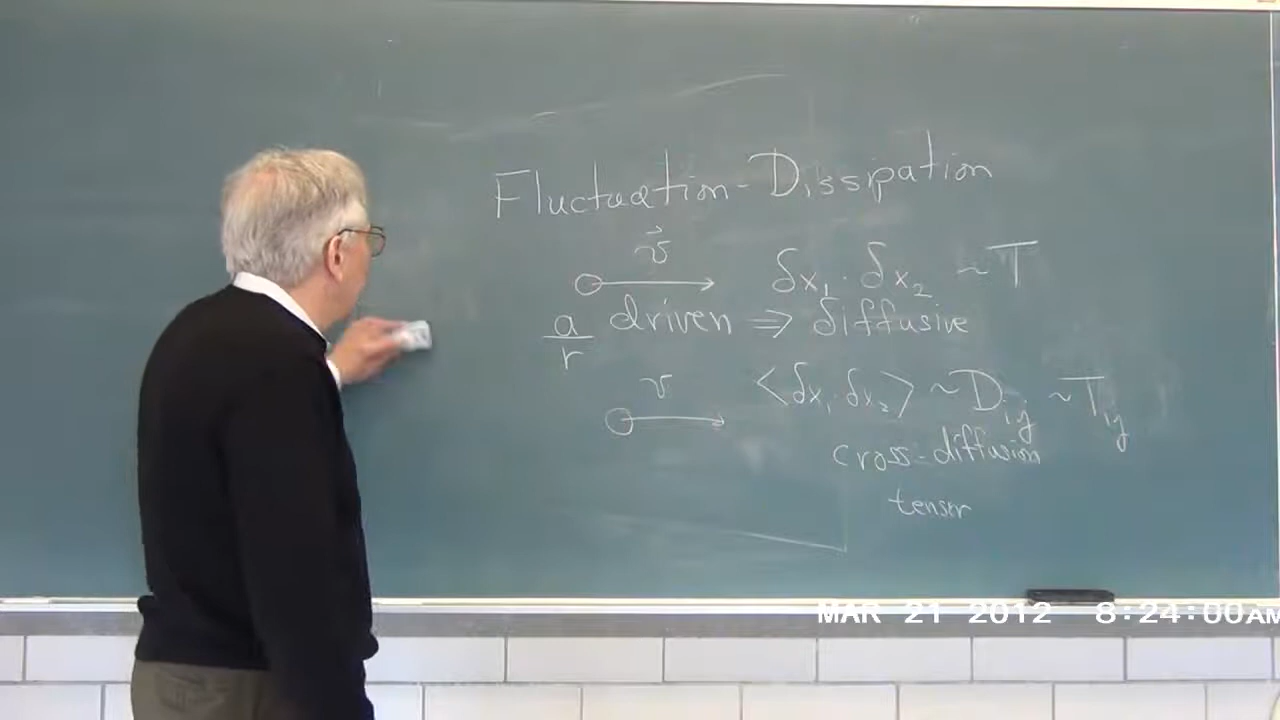 Fluctuation-Dissipation
v⃗ δx₁·δx₂ ~T
a/r driven ⇒ diffusive
v <δx₁·δx₂> ~ Dij ~ Tij
cross-diffusion
tensor
MAR 21 2012 8:24:00AM